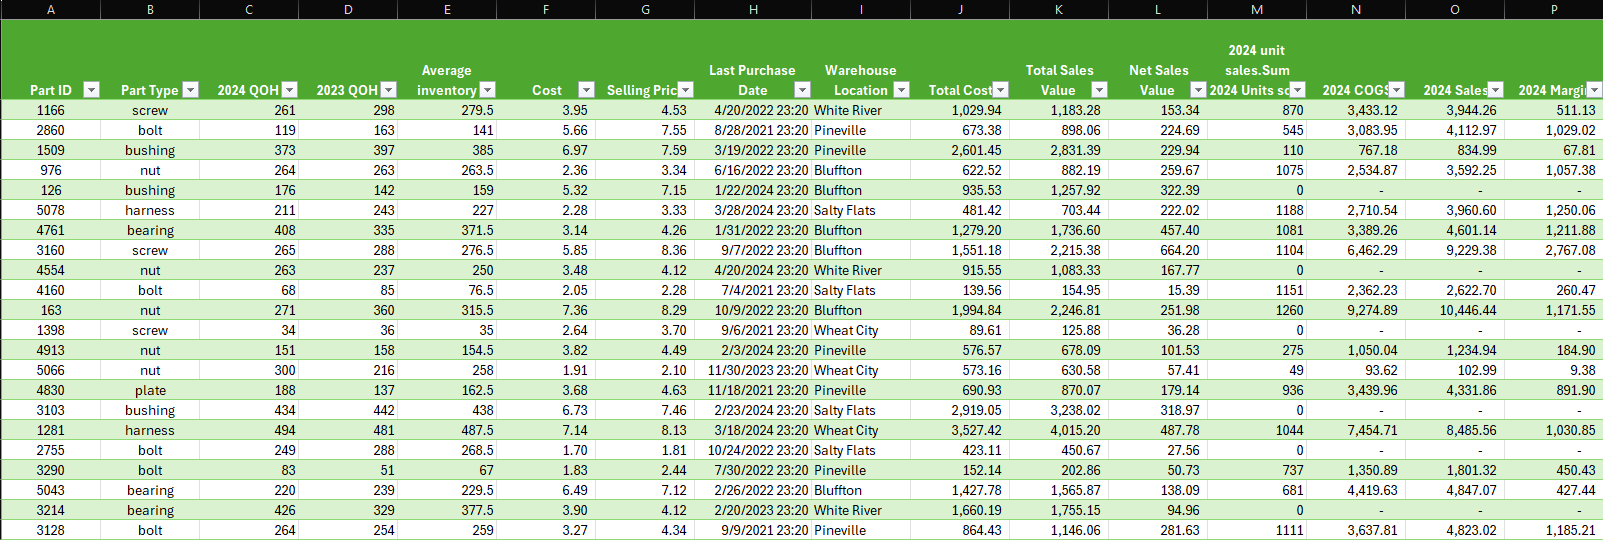 A B C D E F G H I J K L M N O P
2024 unit
Average Last Purchase Warehouse Total Sales Net Sales sales.Sum
Part ID Part Type 2024 QOH 2023 QOH inventory Cost Selling Pric Date Location Total Cost Value Value 2024 Units so 2024 COGS 2024 Sales 2024 Margi
1166 screw 261 298 279.5 3.95 4.53 4/20/2022 23:20 White River 1,029.94 1,183.28 153.34 870 3,433.12 3,944.26 511.13
2860 bolt 119 163 141 5.66 7.55 8/28/2021 23:20 Pineville 673.38 898.06 224.69 545 3,083.95 4,112.97 1,029.02
1509 bushing 373 397 385 6.97 7.59 3/19/2022 23:20 Pineville 2,601.45 2,831.39 229.94 110 767.18 834.99 67.81
976 nut 264 263 263.5 2.36 3.34 6/16/2022 23:20 Bluffton 622.52 882.19 259.67 1075 2,534.87 3,592.25 1,057.38
126 bushing 176 142 159 5.32 7.15 1/22/2024 23:20 Bluffton 935.53 1,257.92 322.39 0 - - -
5078 harness 211 243 227 2.28 3.33 3/28/2024 23:20 Salty Flats 481.42 703.44 222.02 1188 2,710.54 3,960.60 1,250.06
4761 bearing 408 335 371.5 3.14 4.26 1/31/2022 23:20 Bluffton 1,279.20 1,736.60 457.40 1081 3,389.26 4,601.14 1,211.88
3160 screw 265 288 276.5 5.85 8.36 9/7/2022 23:20 Bluffton 1,551.18 2,215.38 664.20 1104 6,462.29 9,229.38 2,767.08
4554 nut 263 237 250 3.48 4.12 4/20/2024 23:20 White River 915.55 1,083.33 167.77 0 - - -
4160 bolt 68 85 76.5 2.05 2.28 7/4/2021 23:20 Salty Flats 139.56 154.95 15.39 1151 2,362.23 2,622.70 260.47
163 nut 271 360 315.5 7.36 8.29 10/9/2022 23:20 Bluffton 1,994.84 2,246.81 251.98 1260 9,274.89 10,446.44 1,171.55
1398 screw 34 36 35 2.64 3.70 9/6/2021 23:20 Wheat City 89.61 125.88 36.28 0 - - -
4913 nut 151 158 154.5 3.82 4.49 2/3/2024 23:20 Pineville 576.57 678.09 101.53 275 1,050.04 1,234.94 184.90
5066 nut 300 216 258 1.91 2.10 11/30/2023 23:20 Wheat City 573.16 630.58 57.41 49 93.62 102.99 9.38
4830 plate 188 137 162.5 3.68 4.63 11/18/2021 23:20 Pineville 690.93 870.07 179.14 936 3,439.96 4,331.86 891.90
3103 bushing 434 442 438 6.73 7.46 2/23/2024 23:20 Salty Flats 2,919.05 3,238.02 318.97 0 - - -
1281 harness 494 481 487.5 7.14 8.13 3/18/2024 23:20 Wheat City 3,527.42 4,015.20 487.78 1044 7,454.71 8,485.56 1,030.85
2755 bolt 249 288 268.5 1.70 1.81 10/24/2022 23:20 Salty Flats 423.11 450.67 27.56 0 - - -
3290 bolt 83 51 67 1.83 2.44 7/30/2022 23:20 Pineville 152.14 202.86 50.73 737 1,350.89 1,801.32 450.43
5043 bearing 220 239 229.5 6.49 7.12 2/26/2022 23:20 Bluffton 1,427.78 1,565.87 138.09 681 4,419.63 4,847.07 427.44
3214 bearing 426 329 377.5 3.90 4.12 2/20/2023 23:20 White River 1,660.19 1,755.15 94.96 0 - - -
3128 bolt 264 254 259 3.27 4.34 9/9/2021 23:20 Pineville 864.43 1,146.06 281.63 1111 3,637.81 4,823.02 1,185.21